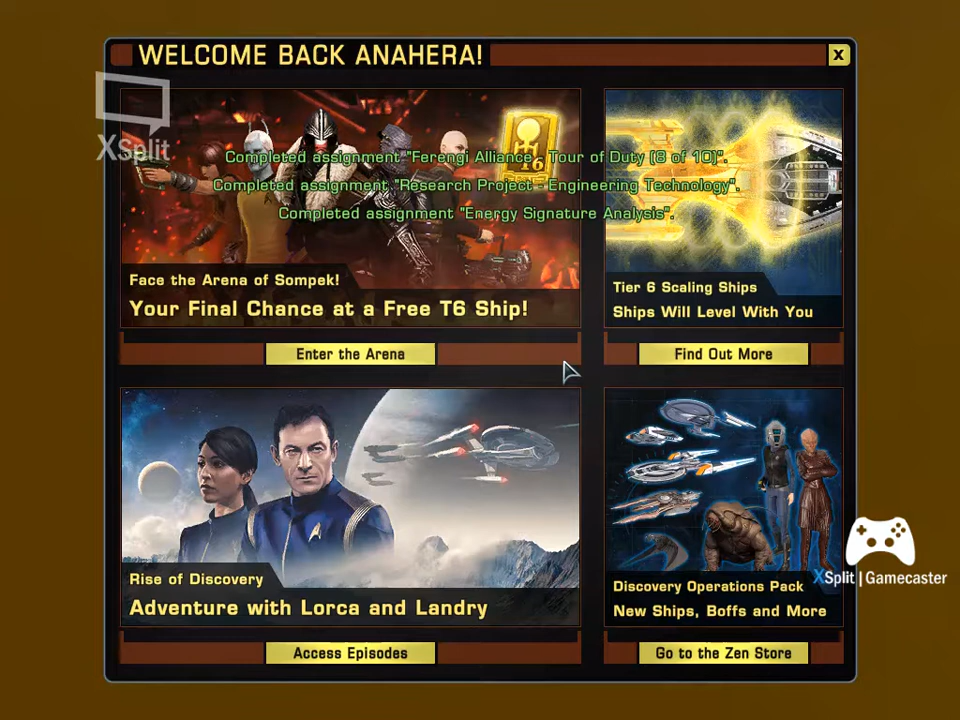 WELCOME BACK ANAHERA!
X
XSplit
16
Completed assignment "Ferengi Alliance - Tour of Duty (8 of 10)".
Completed assignment "Research Project - Engineering Technology".
Completed assignment "Energy Signature Analysis".
Face the Arena of Sompek!
Your Final Chance at a Free T6 Ship!
Enter the Arena
Tier 6 Scaling Ships
Ships Will Level With You
Find Out More
Rise of Discovery
Adventure with Lorca and Landry
Access Episodes
Discovery Operations Pack
New Ships, Boffs and More
Go to the Zen Store
XSplit | Gamecaster